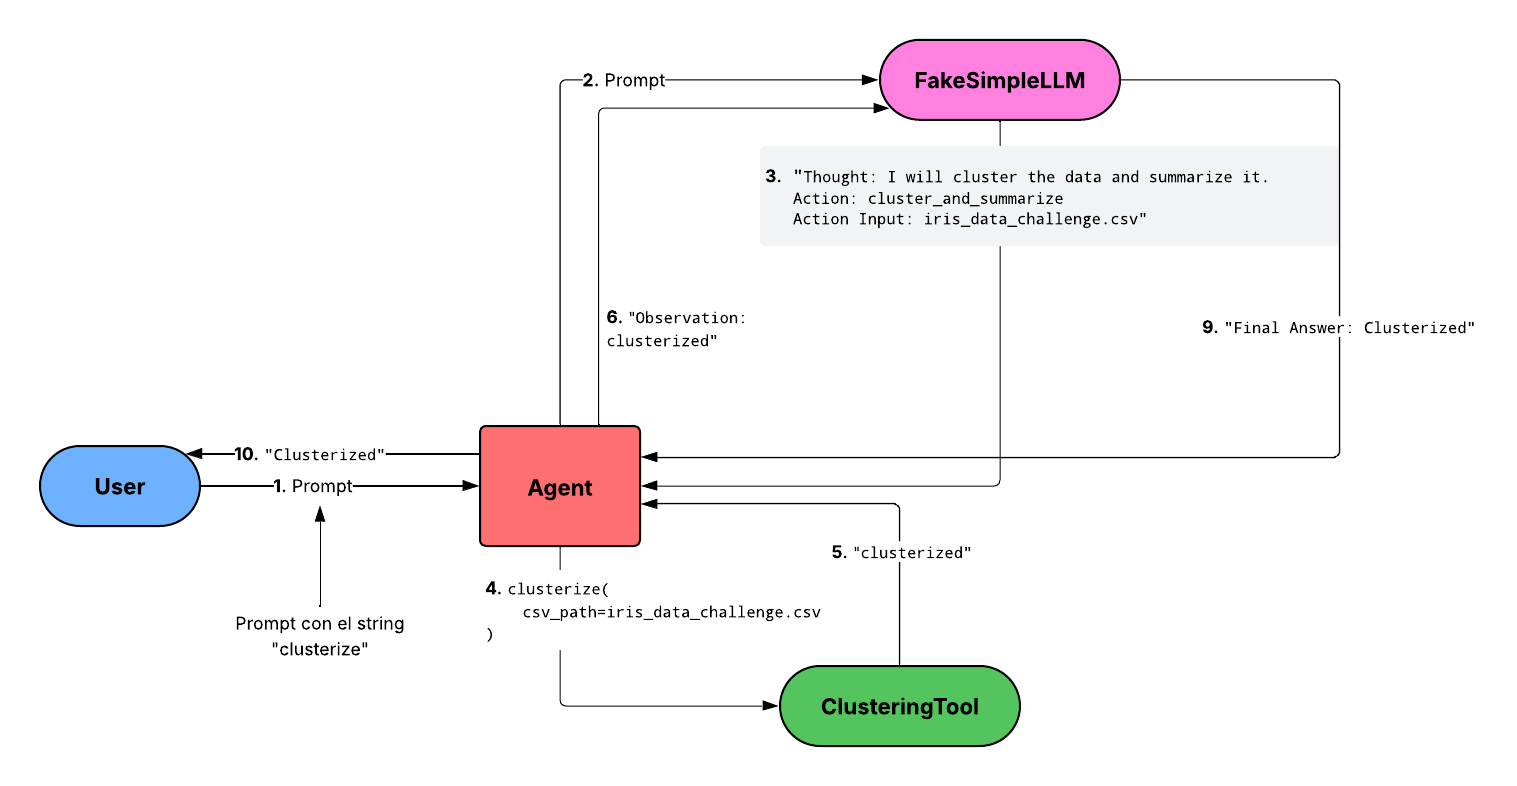 2. Prompt
FakeSimpleLLM
3. "Thought: I will cluster the data and summarize it.
Action: cluster_and_summarize
Action Input: iris_data_challenge.csv"
6. "Observation:
clusterized"
9. "Final Answer: Clusterized"
10. "Clusterized"
User
1. Prompt
Agent
5. "clusterized"
4. clusterize(
csv_path=iris_data_challenge.csv
)
Prompt con el string
"clusterize"
ClusteringTool